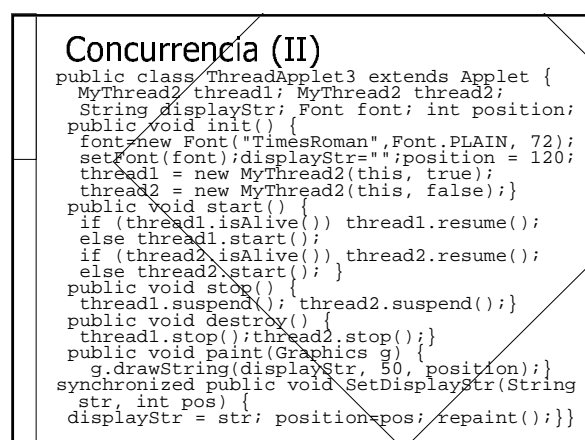 Concurrencia (II)
public class ThreadApplet3 extends Applet {
MyThread2 thread1; MyThread2 thread2;
String displayStr; Font font; int position;
public void init() {
font=new Font("TimesRoman",Font.PLAIN, 72);
setFont(font);displayStr="";position = 120;
thread1 = new MyThread2(this, true);
thread2 = new MyThread2(this, false);}
public void start() {
if (thread1.isAlive()) thread1.resume();
else thread1.start();
if (thread2.isAlive()) thread2.resume();
else thread2.start(); }
public void stop() {
thread1.suspend(); thread2.suspend();}
public void destroy() {
thread1.stop();thread2.stop();}
public void paint(Graphics g) {
g.drawString(displayStr, 50, position);}
synchronized public void SetDisplayStr(String
str, int pos) {
displayStr = str; position=pos; repaint();}}